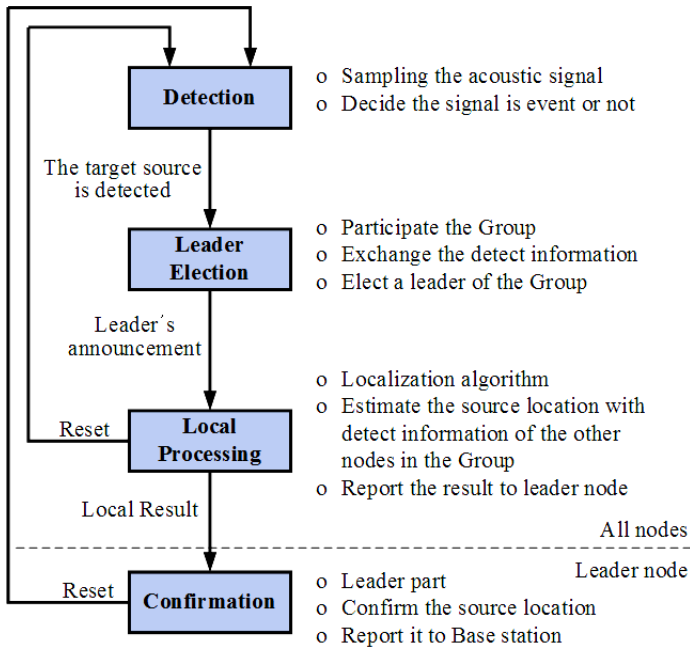 Detection
o Sampling the acoustic signal
o Decide the signal is event or not
The target source
is detected
Leader
Election
o Participate the Group
o Exchange the detect information
o Elect a leader of the Group
Leader´s
announcement
Local
Processing
Reset
o Localization algorithm
o Estimate the source location with
detect information of the other
nodes in the Group
o Report the result to leader node
Local Result
All nodes
Leader node
Reset
Confirmation
o Leader part
o Confirm the source location
o Report it to Base station